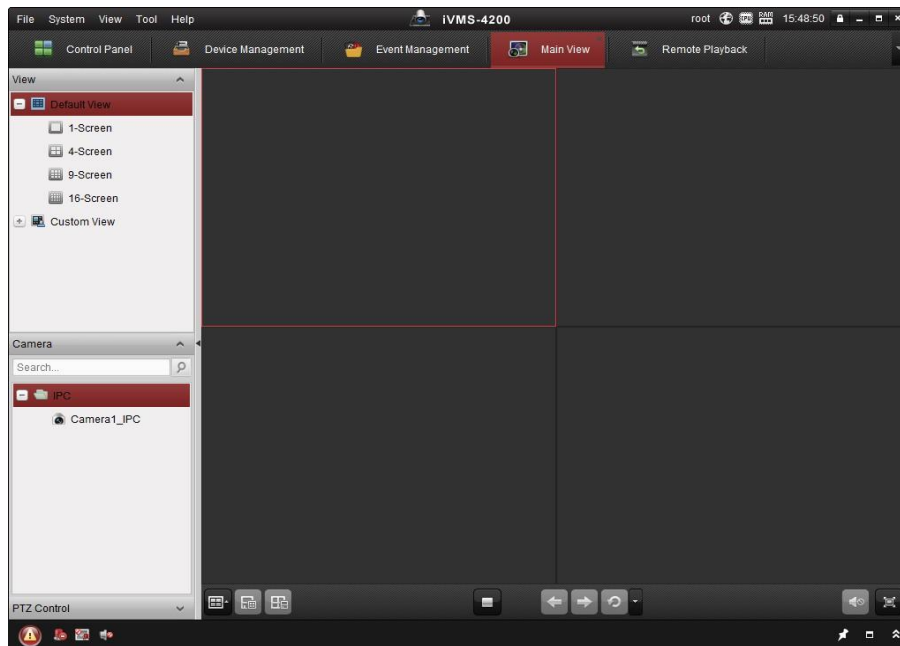 File System View Tool Help iVMS-4200 root CPU RAM 15:48:50
Control Panel Device Management Event Management Main View Remote Playback
View
Default View
1-Screen
4-Screen
9-Screen
16-Screen
Custom View
Camera
Search...
IPC
Camera1_IPC
PTZ Control